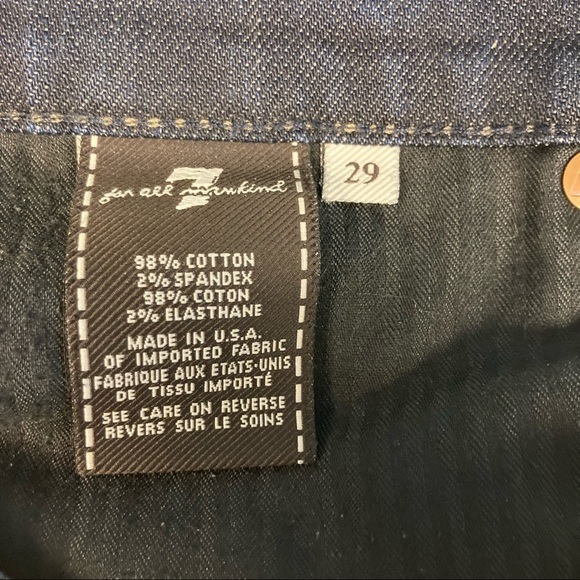 7
for all mankind
29
98% COTTON
2% SPANDEX
98% COTON
2% ELASTHANE
MADE IN U.S.A.
OF IMPORTED FABRIC
FABRIQUE AUX ETATS-UNIS
DE TISSU IMPORTÉ
SEE CARE ON REVERSE
REVERS SUR LE SOINS